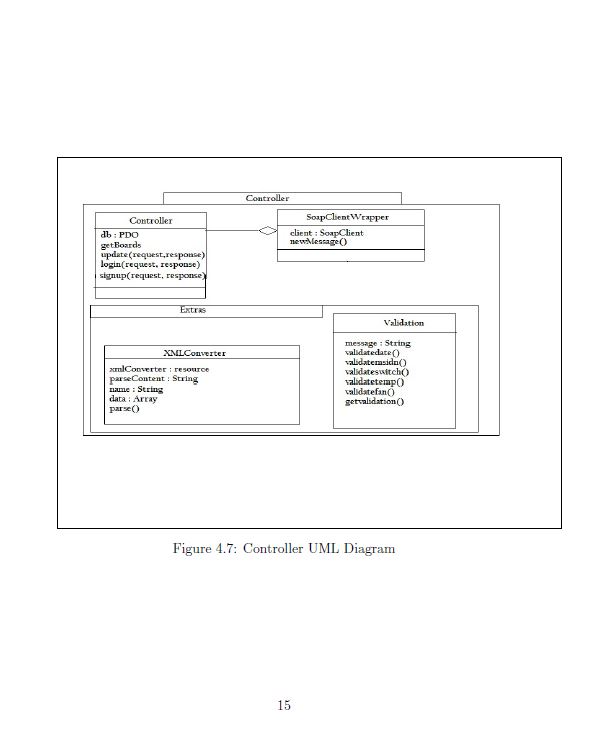 Controller
Controller
db : PDO
getBoards
update(request,response)
login(request, response)
signup(request, response)
SoapClientWrapper
client : SoapClient
newMessage()
Extras
XMLConverter
xmlConverter : resource
parseContent : String
name : String
data : Array
parse()
Validation
message : String
validatedate()
validatemsidn()
validateswitch()
validatetemp()
validatefan()
getvalidation()
Figure 4.7: Controller UML Diagram
15